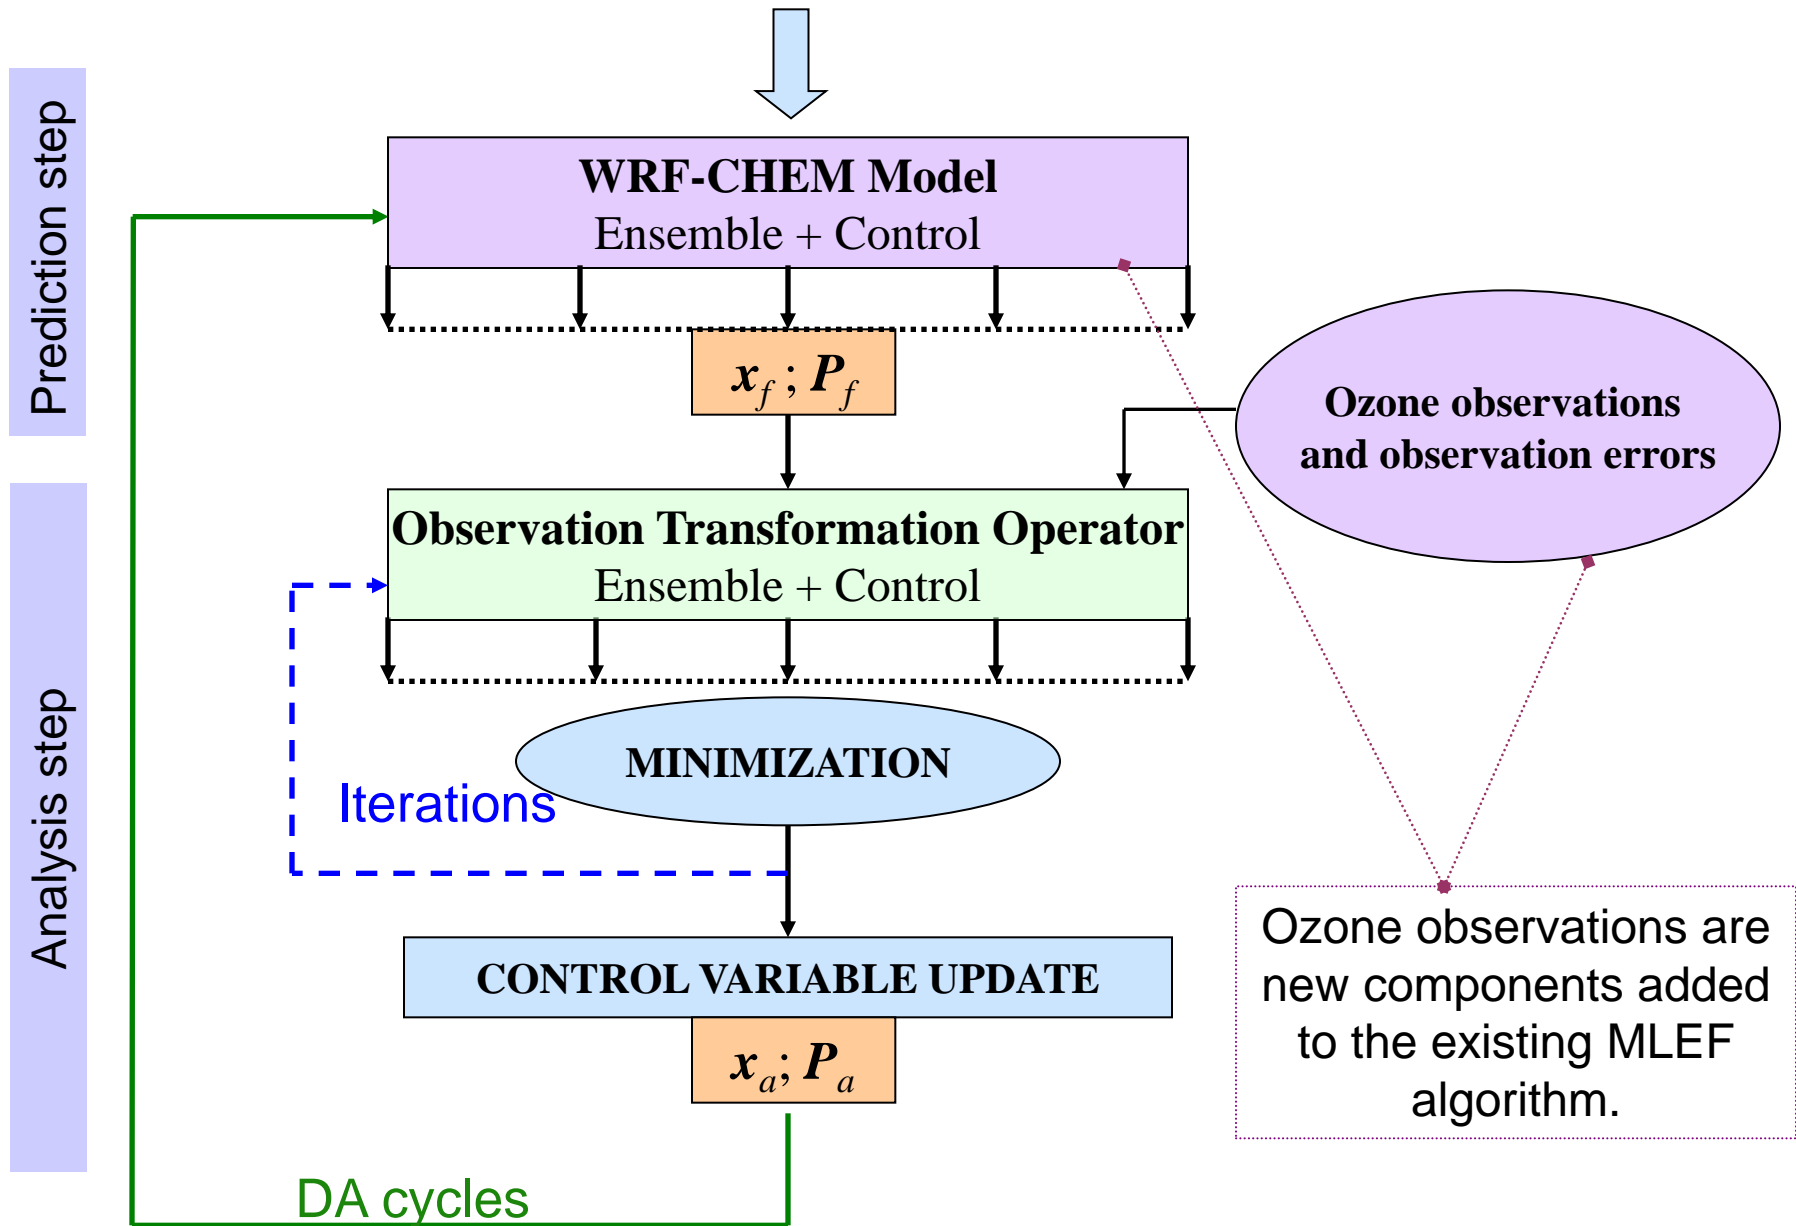 Prediction step
WRF-CHEM Model
Ensemble + Control
x_f ; P_f
Ozone observations
and observation errors
Analysis step
Observation Transformation Operator
Ensemble + Control
MINIMIZATION
Iterations
CONTROL VARIABLE UPDATE
x_a; P_a
Ozone observations are
new components added
to the existing MLEF
algorithm.
DA cycles